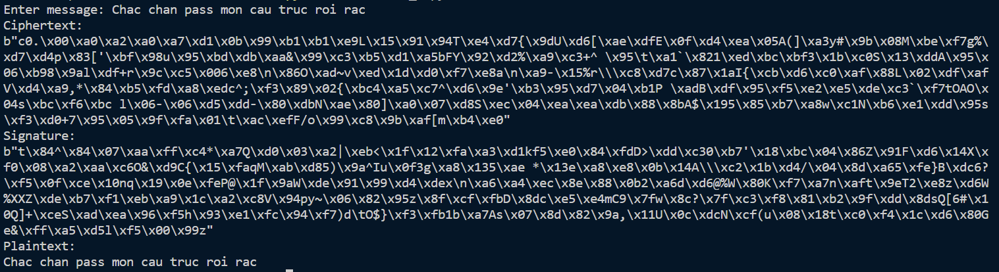 Enter message: Chac chan pass mon cau truc roi rac
Ciphertext:
b"c0.\x00\xa0\xa2\xa0\xa7\xd1\x0b\x99\xb1\xb1\xe9L\x15\x91\x94T\xe4\xd7{\x9dU\xd6[\xae\xdfE\x0f\xd4\xea\x05A(]\xa3y#\x9b\x08M\xbe\xf7g%\
xd7\xd4p\x83['\xbf\x98u\x95\xbd\xdb\xaa&\x99\xc3\xb5\xd1\xa5bFY\x92\xd2%\xa9\xc3+^ \x95\t\xa1`\x821\xed\xbc\xbf3\x1b\xc0S\x13\xddA\x95\x
06\xb98\x9al\xdf+r\x9c\xc5\x006\xe8\n\x86O\xad~v\xed\x1d\xd0\xf7\xe8a\n\xa9-\x15%r\\\xc8\xd7c\x87\x1aI{\xcb\xd6\xc0\xaf\x88L\x02\xdf\xaf
V\xd4\xa9,*\x84\xb5\xfd\xa8\xedc^;\xf3\x89\x02{\xbc4\xa5\xc7^\xd6\x9e'\xb3\x95\xd7\x04\xb1P \xadB\xdf\x95\xf5\xe2\xe5\xde\xc3`\xf7tOAO\x
04s\xbc\xf6\xbc l\x06-\x06\xd5\xdd-\x80\xdbN\xae\x80]\xa0\x07\xd8S\xec\x04\xea\xea\xdb\x88\x8bA$\x195\x85\xb7\xa8w\xc1N\xb6\xe1\xdd\x95s
\xf3\xd0+7\x95\x05\x9f\xfa\x01\t\xac\xefF/o\x99\xc8\x9b\xaf[m\xb4\xe0"
Signature:
b"t\x84^\x84\x07\xaa\xff\xc4*\xa7Q\xd0\x03\xa2|\xeb<\x1f\x12\xfa\xa3\xd1kf5\xe0\x84\xfdD>\xdd\xc30\xb7'\x18\xbc\x04\x86Z\x91F\xd6\x14X\x
f0\x08\xa2\xaa\xc6O&\xd9C{\x15\xfaqM\xab\xd85)\x9a^Iu\x0f3g\xa8\x135\xae *\x13e\xa8\xe8\x0b\x14A\\\xc2\x1b\xd4/\x04\x8d\xa65\xfe}B\xdc6?
\xf5\x0f\xce\x10nq\x19\x0e\xfeP@\x1f\x9aW\xde\x91\x99\xd4\xdex\n\xa6\xa4\xec\x8e\x88\x0b2\xa6d\xd6@%W\x80K\xf7\xa7n\xaft\x9eT2\xe8z\xd6W
%XXZ\xde\xb7\xf1\xeb\xa9\x1c\xa2\xc8V\x94py~\x06\x82\x95z\x8f\xcf\xfbD\x8dc\xe5\xe4mC9\x7fw\x8c?\x7f\xc3\xf8\x81\xb2\x9f\xdd\x8dsQ[6#\x1
0Q]+\xceS\xad\xea\x96\xf5h\x93\xe1\xfc\x94\xf7)d\tO$}\xf3\xfb1b\xa7As\x07\x8d\x82\x9a,\x11U\x0c\xdcN\xcf(u\x08\x18t\xc0\xf4\x1c\xd6\x80G
e&\xff\xa5\xd5l\xf5\x00\x99z"
Plaintext:
Chac chan pass mon cau truc roi rac